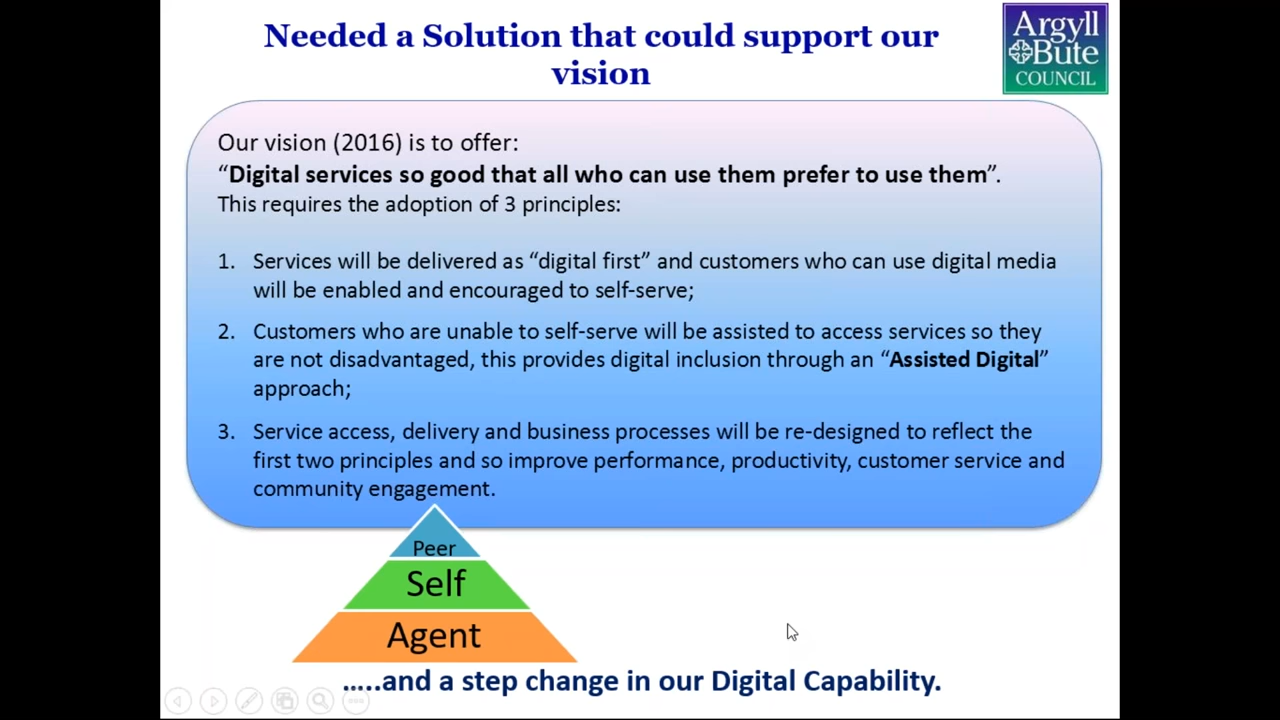 Needed a Solution that could support our
vision
Argyll
Bute
COUNCIL
Our vision (2016) is to offer:
“Digital services so good that all who can use them prefer to use them”.
This requires the adoption of 3 principles:
1. Services will be delivered as “digital first” and customers who can use digital media
will be enabled and encouraged to self-serve;
2. Customers who are unable to self-serve will be assisted to access services so they
are not disadvantaged, this provides digital inclusion through an “Assisted Digital”
approach;
3. Service access, delivery and business processes will be re-designed to reflect the
first two principles and so improve performance, productivity, customer service and
community engagement.
Peer
Self
Agent
…..and a step change in our Digital Capability.